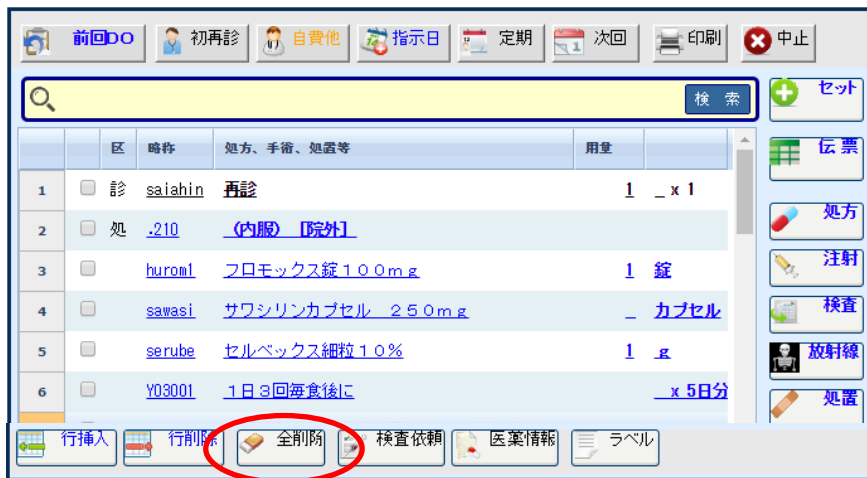 前回DO 初再診 自費他 指示日 定期 次回 印刷 中止
検 索
セット
伝票
区 略称 処方、手術、処置等 用量
1 診 saiahin 再診 1 _ x 1
2 処 .210 (内服) [院外]
3 hurom1 フロモックス錠100mg 1 錠
4 sawasi サワシリンカプセル 250mg _ カプセル
5 serube セルベックス細粒10% 1 g
6 Y03001 1日3回毎食後に _ x 5日分
処方
注射
検査
放射線
処置
行挿入 行削除 全削除 検査依頼 医薬情報 ラベル